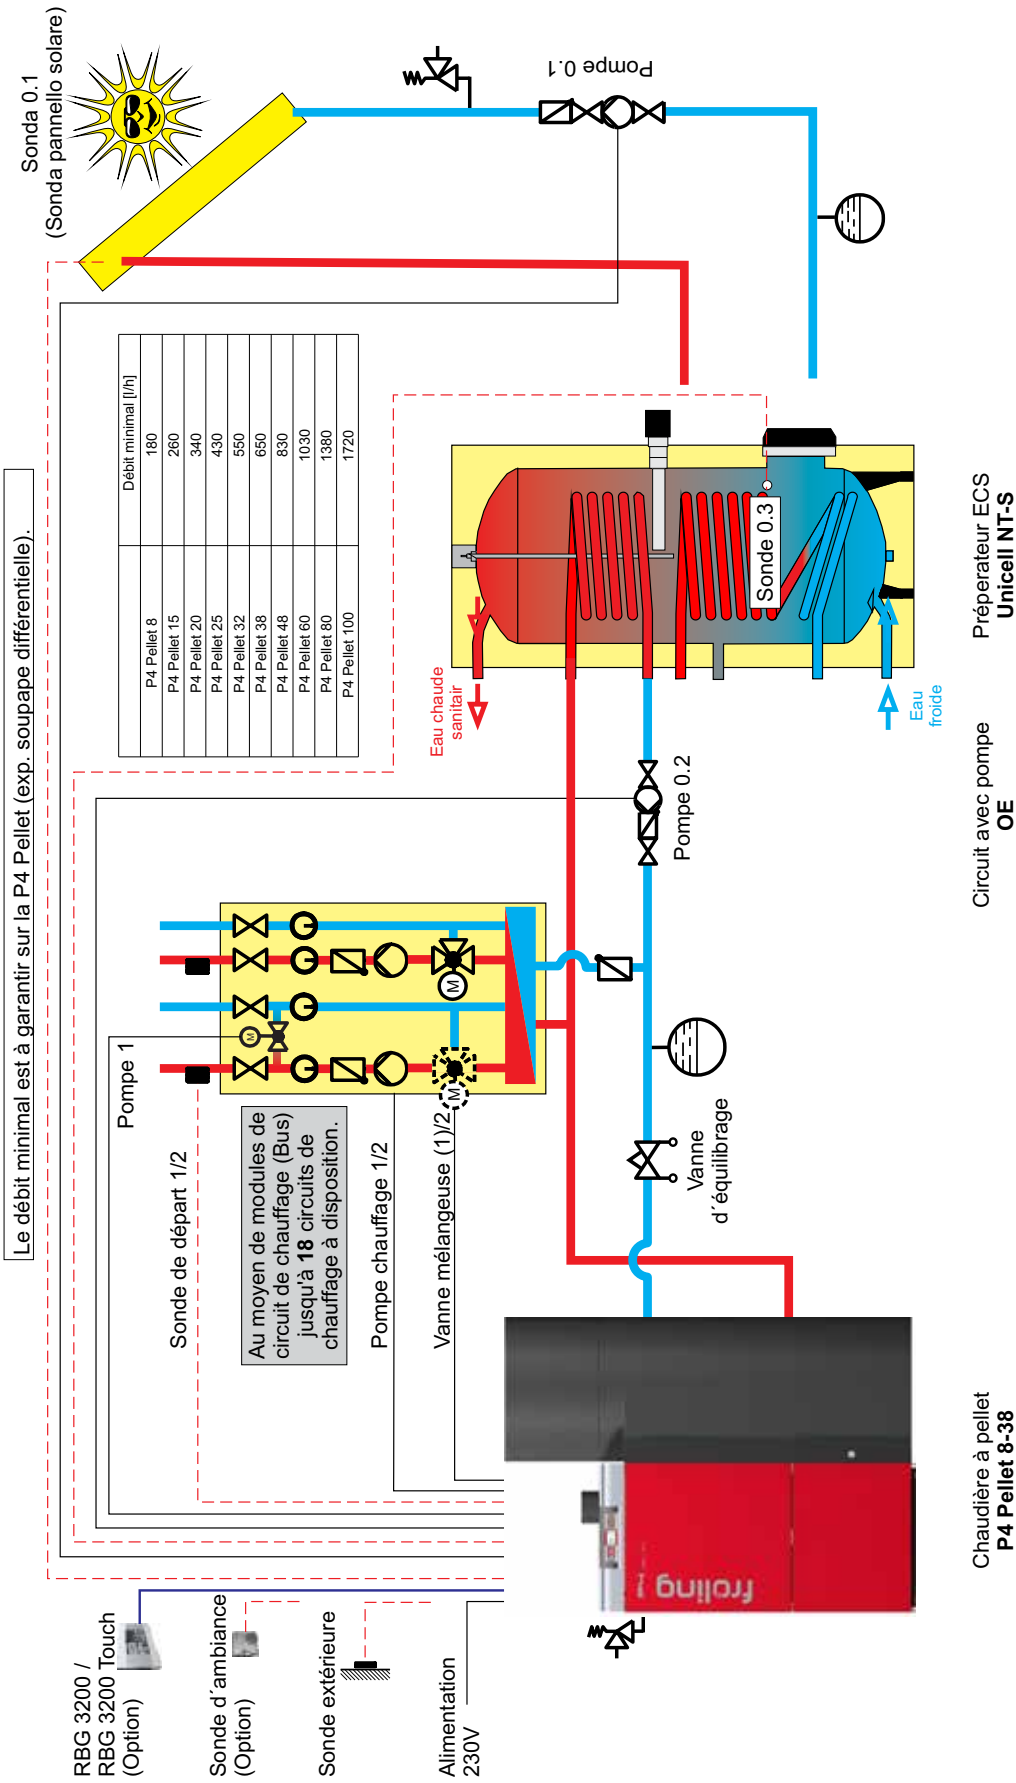 Le débit minimal est à garantir sur la P4 Pellet (exp. soupape différentielle).
Sonda 0.1
(Sonda pannello solare)
Débit minimal [l/h]
P4 Pellet 8 180
P4 Pellet 15 260
P4 Pellet 20 340
P4 Pellet 25 430
P4 Pellet 32 550
P4 Pellet 38 650
P4 Pellet 48 830
P4 Pellet 60 1030
P4 Pellet 80 1380
P4 Pellet 100 1720
Pompe 0.1
RBG 3200 /
RBG 3200 Touch
(Option)
Sonde d´ambiance
(Option)
Sonde extérieure
Alimentation
230V
Pompe 1
Sonde de départ 1/2
Au moyen de modules de
circuit de chauffage (Bus)
jusqu'à 18 circuits de
chauffage à disposition.
Pompe chauffage 1/2
Vanne mélangeuse (1)/2
M
M
M
Eau chaude
sanitair
Sonde 0.3
Eau
froide
Pompe 0.2
Vanne
d´équilibrage
froling
Chaudière à pellet
P4 Pellet 8-38
Circuit avec pompe
OE
Préperateur ECS
Unicell NT-S